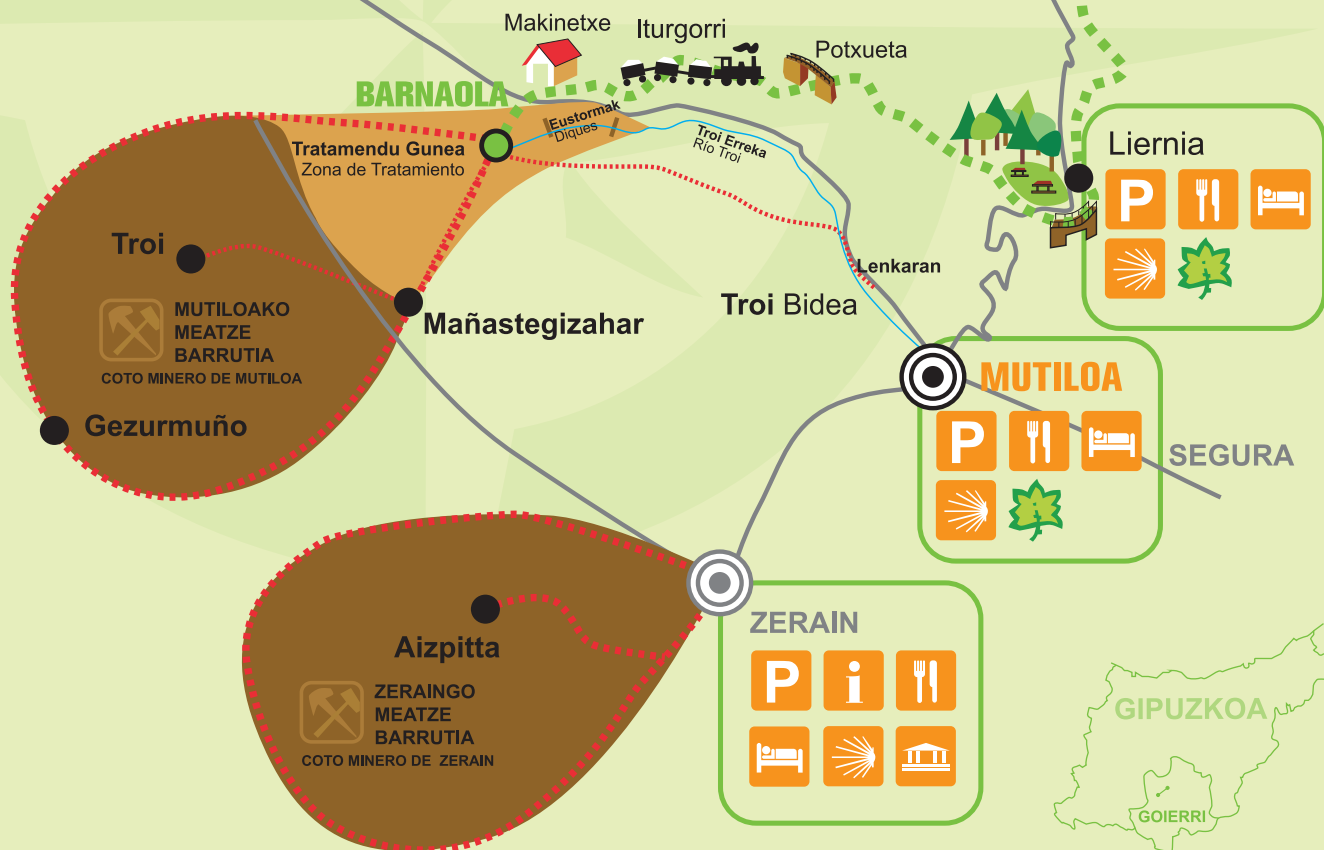 Makinetxe
Iturgorri
Potxueta
BARNAOLA
Eustormak
Diques
Troi Erreka
Río Troi
Tratamendu Gunea
Zona de Tratamiento
Liernia
P
Troi
Lenkaran
MUTILOAKO
MEATZE
BARRUTIA
COTO MINERO DE MUTILOA
Mañastegizahar
Troi Bidea
MUTILOA
P
Gezurmuño
SEGURA
Aizpitta
ZERAINGO
MEATZE
BARRUTIA
COTO MINERO DE ZERAIN
ZERAIN
P i
GIPUZKOA
GOIERRI